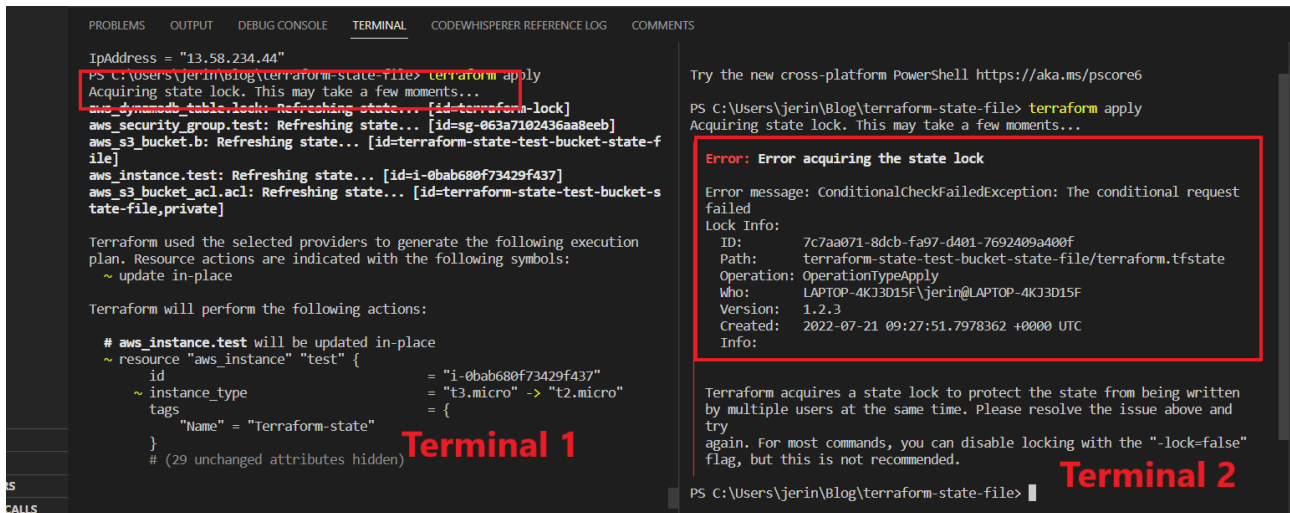 PROBLEMS OUTPUT DEBUG CONSOLE TERMINAL CODEWHISPERER REFERENCE LOG COMMENTS
IpAddress = "13.58.234.44"
PS C:\Users\jerin\Blog\terraform-state-file> terraform apply
Acquiring state lock. This may take a few moments...
aws_dynamodb_table.lock: Refreshing state... [id=terraform-lock]
aws_security_group.test: Refreshing state... [id=sg-063a7102436aa8eeb]
aws_s3_bucket.b: Refreshing state... [id=terraform-state-test-bucket-state-f
ile]
aws_instance.test: Refreshing state... [id=i-0bab680f73429f437]
aws_s3_bucket_acl.acl: Refreshing state... [id=terraform-state-test-bucket-s
tate-file,private]
Terraform used the selected providers to generate the following execution
plan. Resource actions are indicated with the following symbols:
~ update in-place
Terraform will perform the following actions:
# aws_instance.test will be updated in-place
~ resource "aws_instance" "test" {
id = "i-0bab680f73429f437"
~ instance_type = "t3.micro" -> "t2.micro"
tags = {
"Name" = "Terraform-state"
}
# (29 unchanged attributes hidden)
Terminal 1
Try the new cross-platform PowerShell https://aka.ms/pscore6
PS C:\Users\jerin\Blog\terraform-state-file> terraform apply
Acquiring state lock. This may take a few moments...
Error: Error acquiring the state lock
Error message: ConditionalCheckFailedException: The conditional request
failed
Lock Info:
ID: 7c7aa071-8dcb-fa97-d401-7692409a400f
Path: terraform-state-test-bucket-state-file/terraform.tfstate
Operation: OperationTypeApply
Who: LAPTOP-4KJ3D15F\jerin@LAPTOP-4KJ3D15F
Version: 1.2.3
Created: 2022-07-21 09:27:51.7978362 +0000 UTC
Info:
Terraform acquires a state lock to protect the state from being written
by multiple users at the same time. Please resolve the issue above and
try
again. For most commands, you can disable locking with the "-lock=false"
flag, but this is not recommended.
Terminal 2
PS C:\Users\jerin\Blog\terraform-state-file>
RS
CALLS